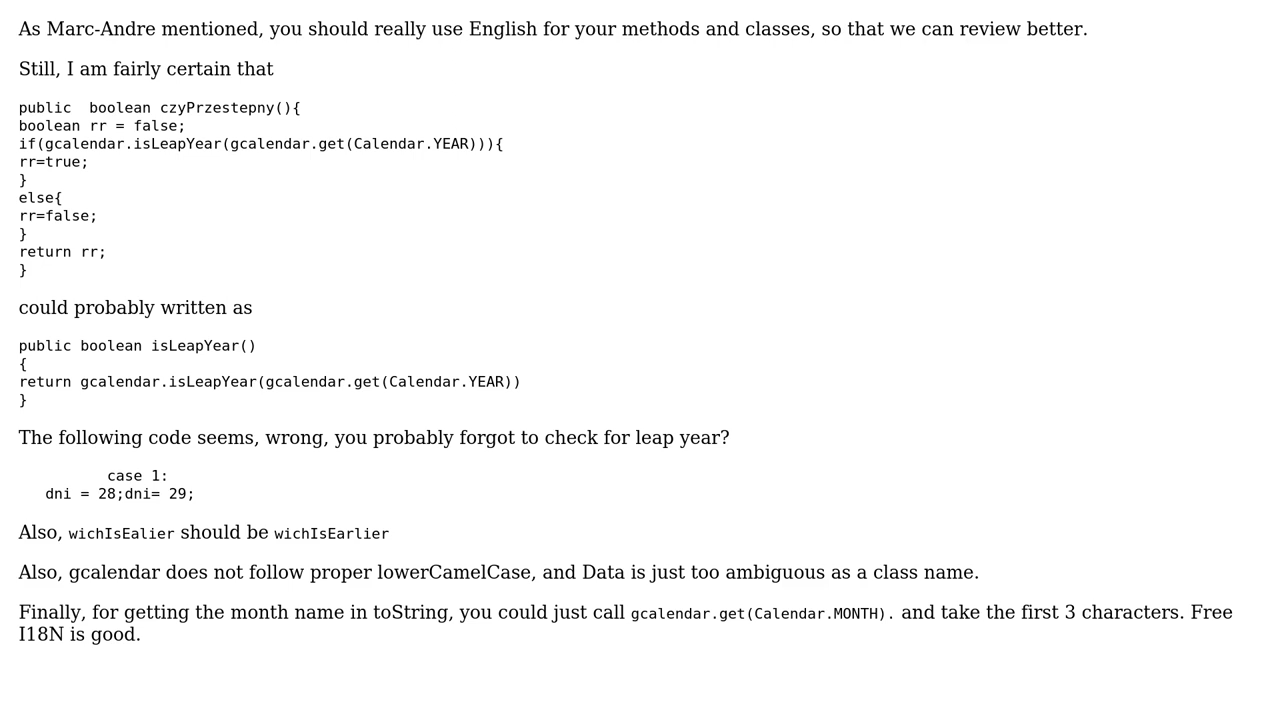 As Marc-Andre mentioned, you should really use English for your methods and classes, so that we can review better.
Still, I am fairly certain that
public  boolean czyPrzestepny(){
boolean rr = false;
if(gcalendar.isLeapYear(gcalendar.get(Calendar.YEAR))){
rr=true;
}
else{
rr=false;
}
return rr;
}
could probably written as
public boolean isLeapYear()
{
return gcalendar.isLeapYear(gcalendar.get(Calendar.YEAR))
}
The following code seems, wrong, you probably forgot to check for leap year?
          case 1:
   dni = 28;dni= 29;
Also, wichIsEalier should be wichIsEarlier
Also, gcalendar does not follow proper lowerCamelCase, and Data is just too ambiguous as a class name.
Finally, for getting the month name in toString, you could just call gcalendar.get(Calendar.MONTH). and take the first 3 characters. Free
I18N is good.